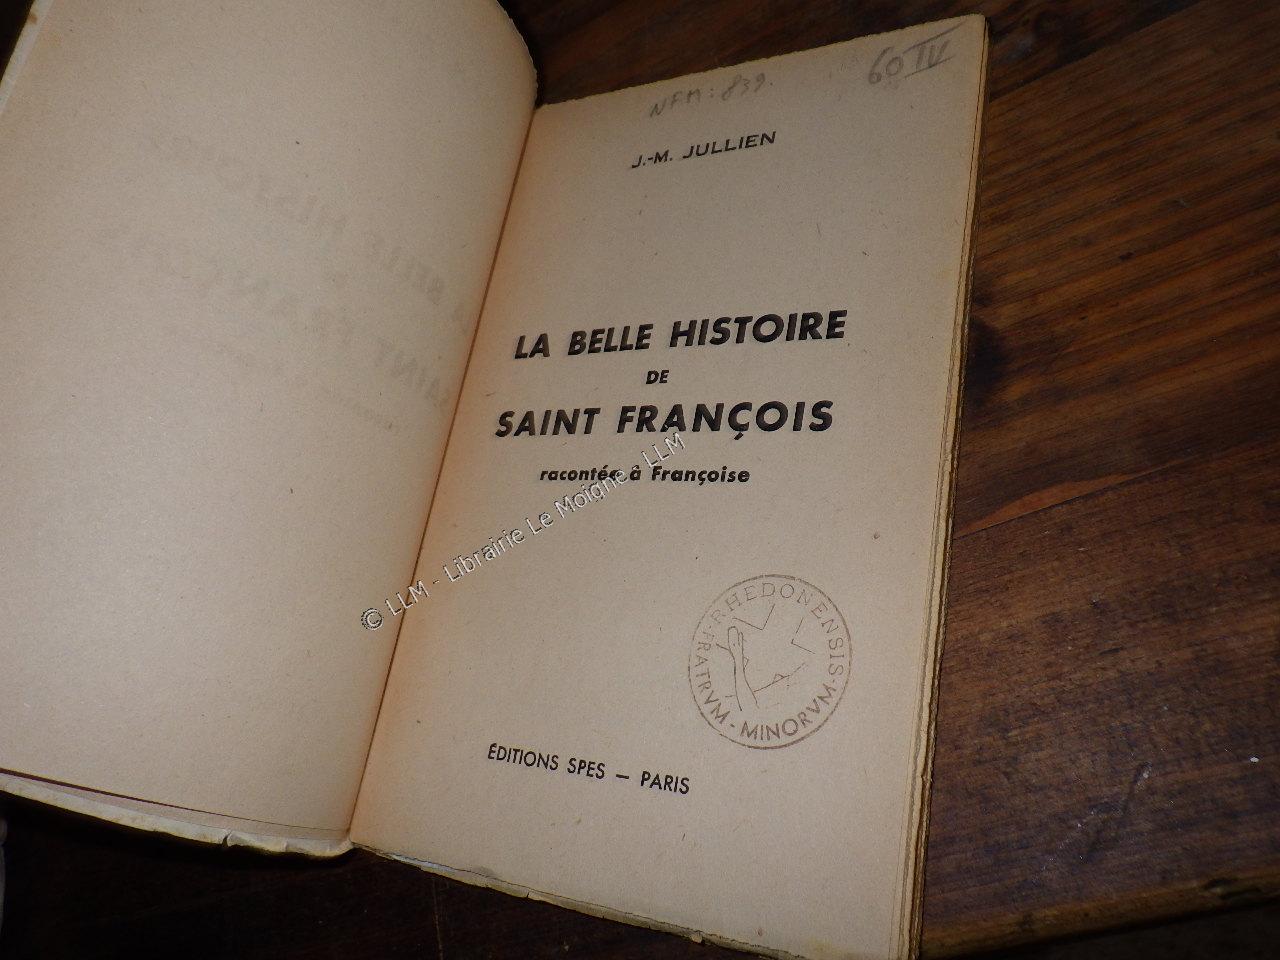 60 IV
NFM: 839.
J.-M. JULLIEN
LA BELLE HISTOIRE
DE
SAINT FRANÇOIS
racontée à Françoise
© LLM - Librairie Le Moigne - LLM
FRATRVM - MINORVM · RHEDONENSIS ·
ÉDITIONS SPES — PARIS